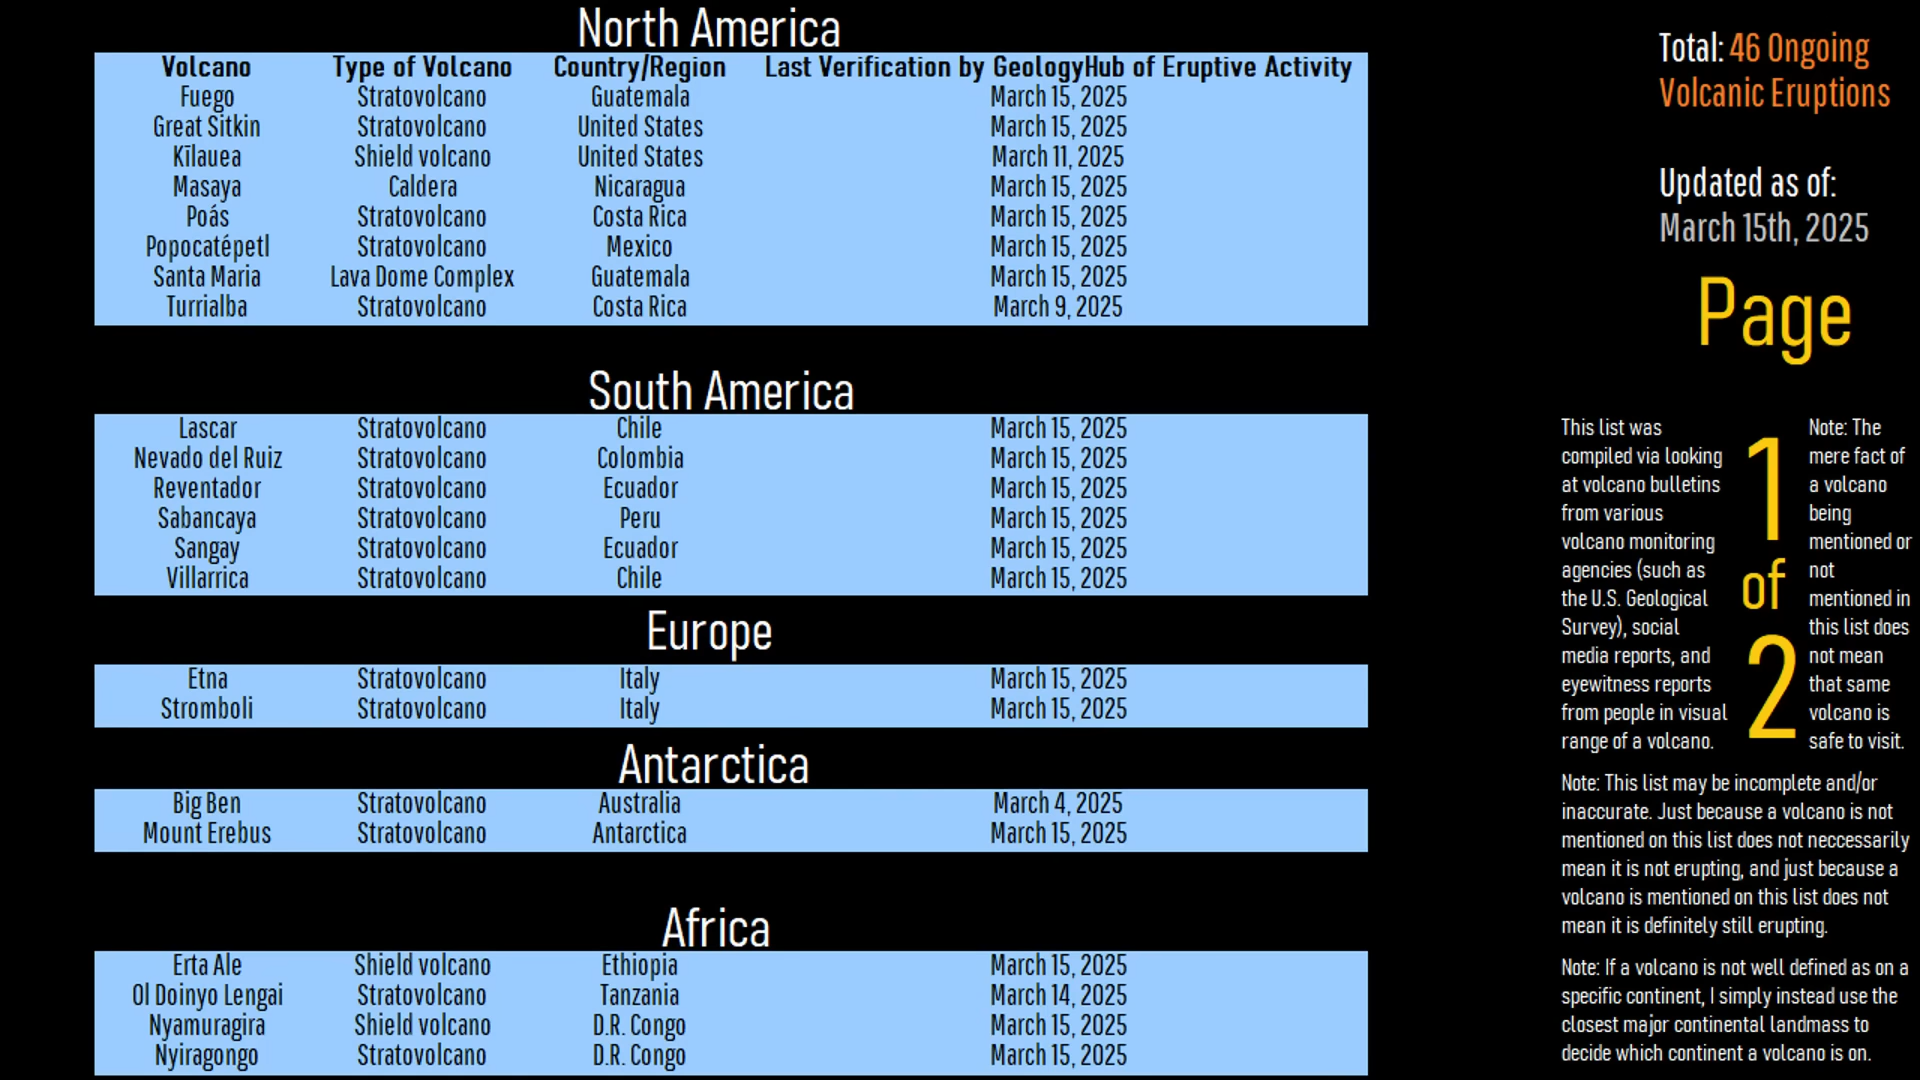 North America
Volcano Type of Volcano Country/Region Last Verification by GeologyHub of Eruptive Activity
Fuego Stratovolcano Guatemala March 15, 2025
Great Sitkin Stratovolcano United States March 15, 2025
Kīlauea Shield volcano United States March 11, 2025
Masaya Caldera Nicaragua March 15, 2025
Poás Stratovolcano Costa Rica March 15, 2025
Popocatépetl Stratovolcano Mexico March 15, 2025
Santa Maria Lava Dome Complex Guatemala March 15, 2025
Turrialba Stratovolcano Costa Rica March 9, 2025
South America
Lascar Stratovolcano Chile March 15, 2025
Nevado del Ruiz Stratovolcano Colombia March 15, 2025
Reventador Stratovolcano Ecuador March 15, 2025
Sabancaya Stratovolcano Peru March 15, 2025
Sangay Stratovolcano Ecuador March 15, 2025
Villarrica Stratovolcano Chile March 15, 2025
Europe
Etna Stratovolcano Italy March 15, 2025
Stromboli Stratovolcano Italy March 15, 2025
Antarctica
Big Ben Stratovolcano Australia March 4, 2025
Mount Erebus Stratovolcano Antarctica March 15, 2025
Africa
Erta Ale Shield volcano Ethiopia March 15, 2025
Ol Doinyo Lengai Stratovolcano Tanzania March 14, 2025
Nyamuragira Shield volcano D.R. Congo March 15, 2025
Nyiragongo Stratovolcano D.R. Congo March 15, 2025
Total: 46 Ongoing
Volcanic Eruptions
Updated as of:
March 15th, 2025
Page
1
of
2
This list was
compiled via looking
at volcano bulletins
from various
volcano monitoring
agencies (such as
the U.S. Geological
Survey), social
media reports, and
eyewitness reports
from people in visual
range of a volcano.
Note: The
mere fact of
a volcano
being
mentioned or
not
mentioned in
this list does
not mean
that same
volcano is
safe to visit.
Note: This list may be incomplete and/or
inaccurate. Just because a volcano is not
mentioned on this list does not neccessarily
mean it is not erupting, and just because a
volcano is mentioned on this list does not
mean it is definitely still erupting.
Note: If a volcano is not well defined as on a
specific continent, I simply instead use the
closest major continental landmass to
decide which continent a volcano is on.